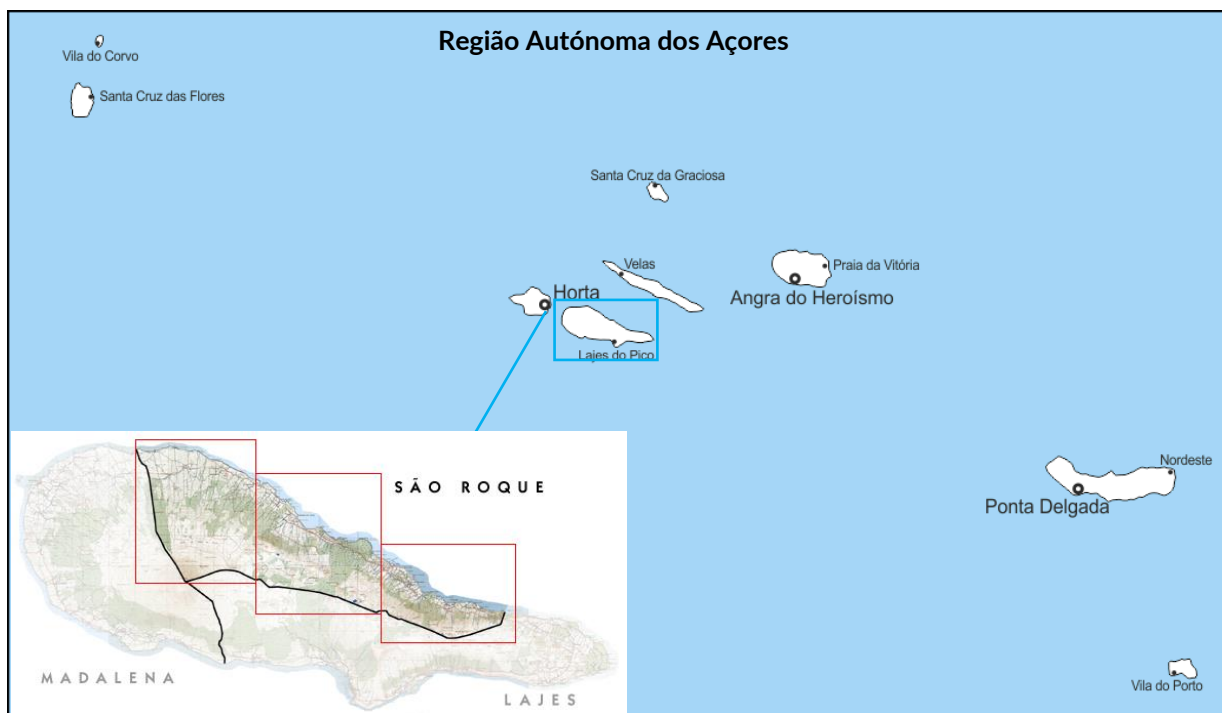 Região Autónoma dos Açores
Vila do Corvo
Santa Cruz das Flores
Santa Cruz da Graciosa
Velas
Praia da Vitória
Horta
Angra do Heroísmo
Lajes do Pico
Nordeste
Ponta Delgada
SÃO ROQUE
MADALENA
LAJES
Vila do Porto